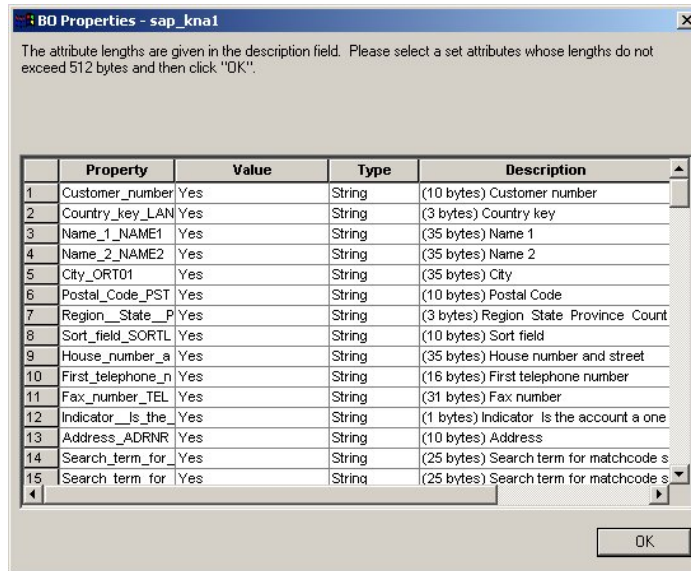 BO Properties - sap_kna1
The attribute lengths are given in the description field. Please select a set attributes whose lengths do not
exceed 512 bytes and then click "OK".
Property Value Type Description
1 Customer_number Yes String (10 bytes) Customer number
2 Country_key_LAN Yes String (3 bytes) Country key
3 Name_1_NAME1 Yes String (35 bytes) Name 1
4 Name_2_NAME2 Yes String (35 bytes) Name 2
5 City_ORT01 Yes String (35 bytes) City
6 Postal_Code_PST Yes String (10 bytes) Postal Code
7 Region__State__P Yes String (3 bytes) Region State Province Count
8 Sort_field_SORTL Yes String (10 bytes) Sort field
9 House_number_a Yes String (35 bytes) House number and street
10 First_telephone_n Yes String (16 bytes) First telephone number
11 Fax_number_TEL Yes String (31 bytes) Fax number
12 Indicator__Is_the_ Yes String (1 bytes) Indicator Is the account a one
13 Address_ADRNR Yes String (10 bytes) Address
14 Search_term_for_ Yes String (25 bytes) Search term for matchcode s
15 Search term for Yes String (25 bytes) Search term for matchcode s
OK